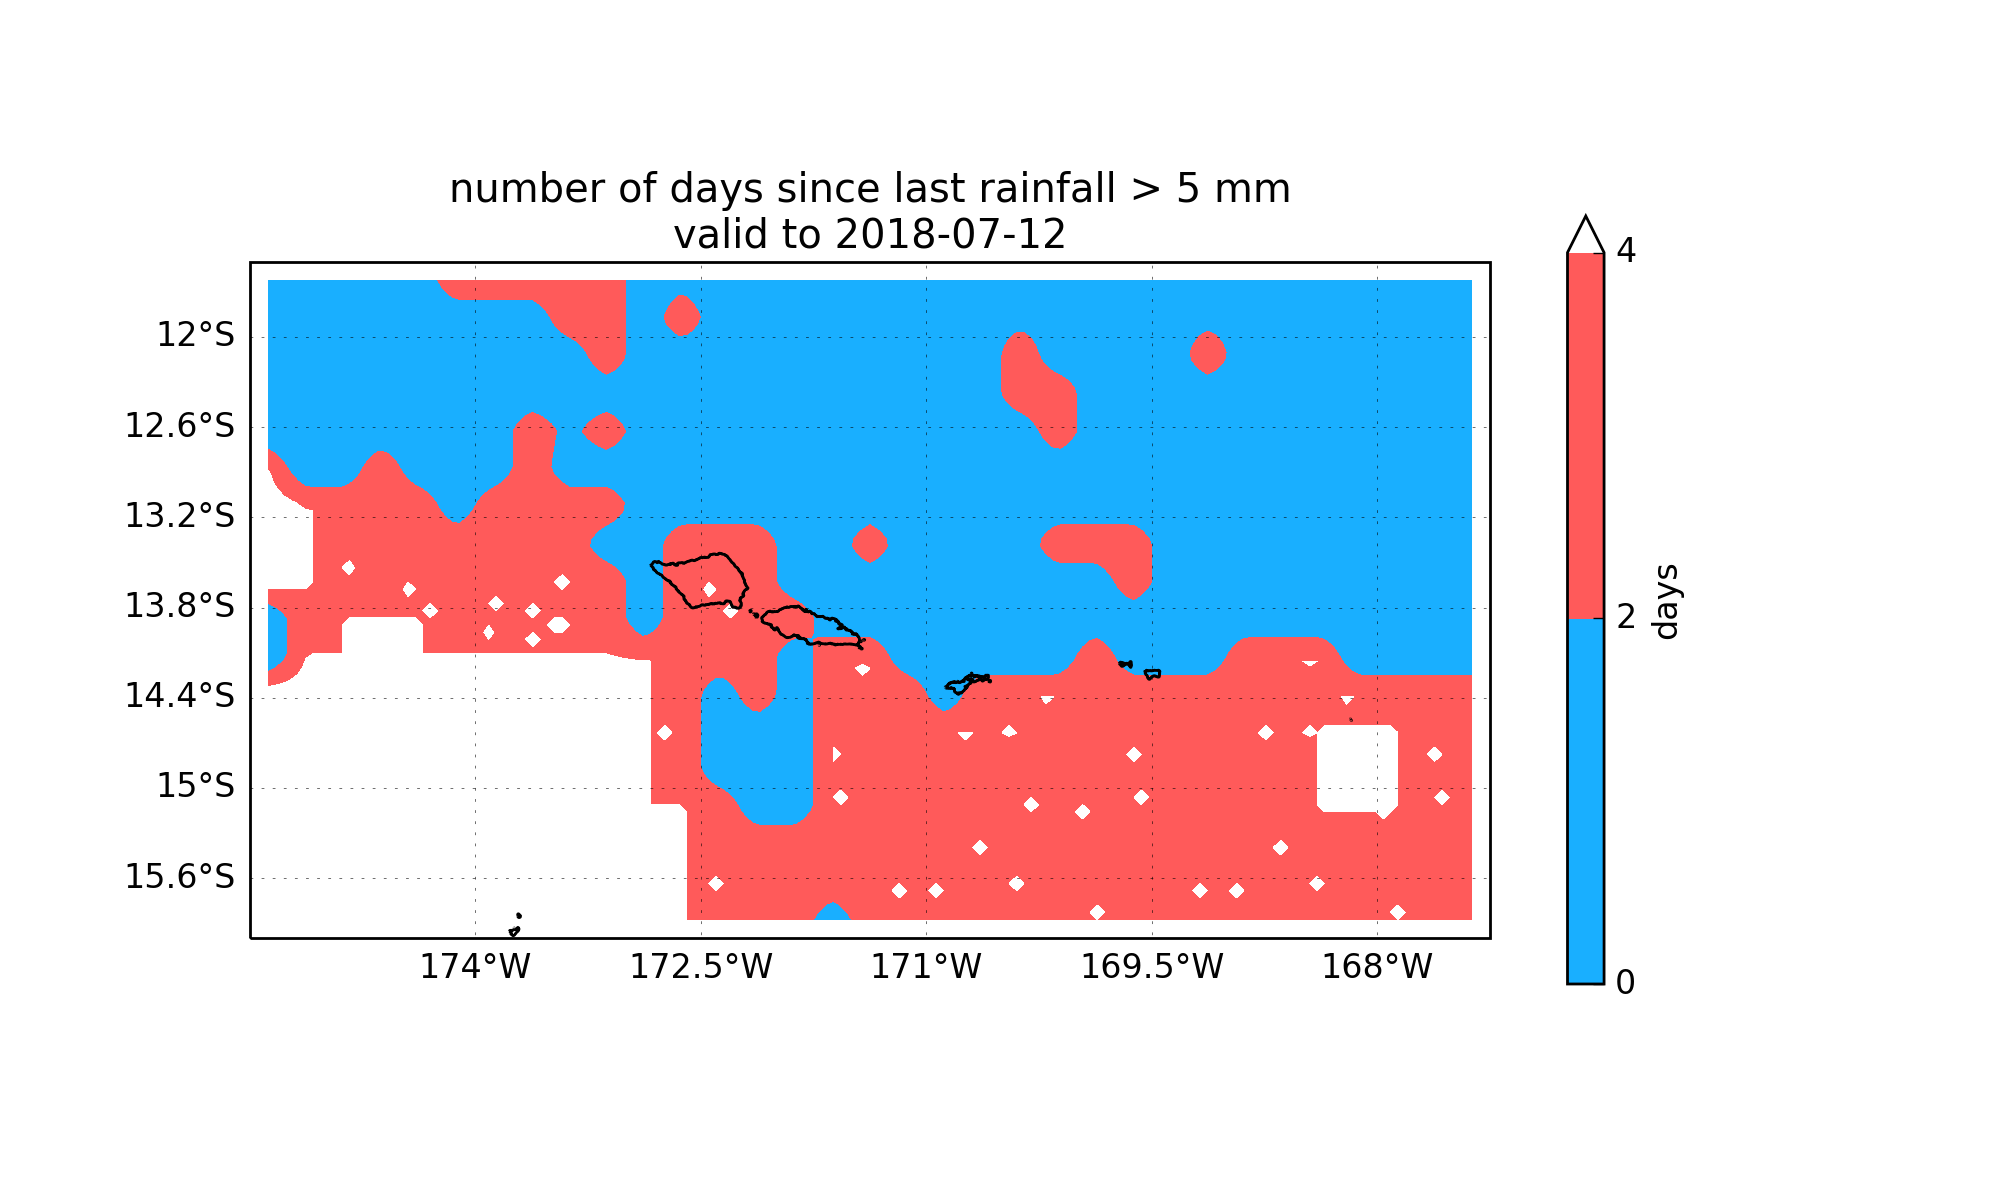 number of days since last rainfall > 5 mm
valid to 2018-07-12
12°S
12.6°S
13.2°S
13.8°S
14.4°S
15°S
15.6°S
174°W
172.5°W
171°W
169.5°W
168°W
4
2
0
days